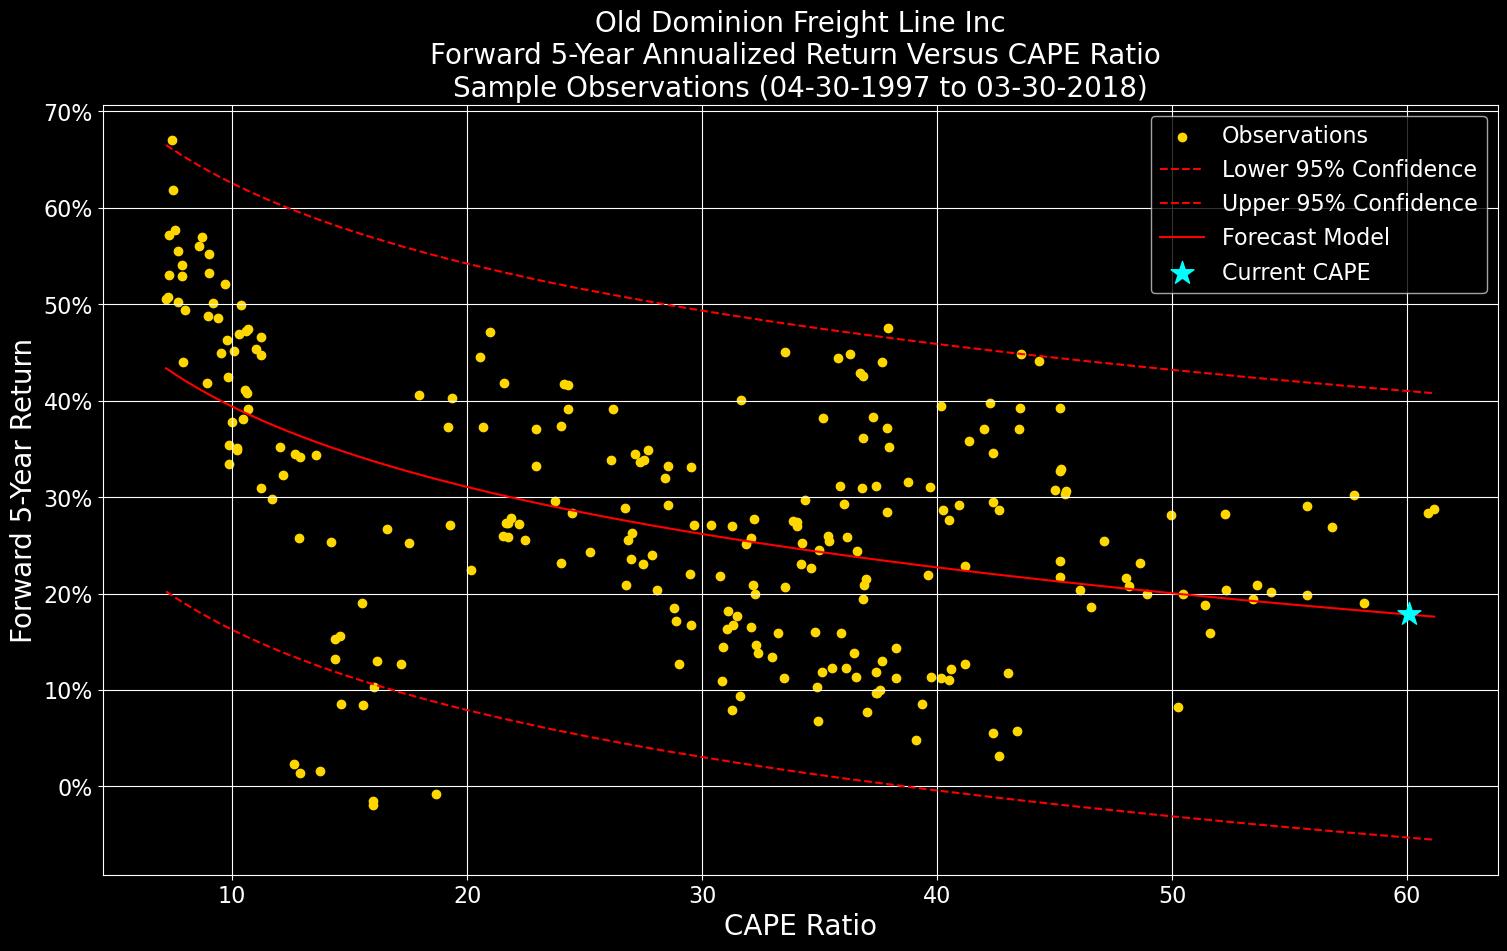 Old Dominion Freight Line Inc
Forward 5-Year Annualized Return Versus CAPE Ratio
Sample Observations (04-30-1997 to 03-30-2018)
Observations
Lower 95% Confidence
Upper 95% Confidence
Forecast Model
Current CAPE
Forward 5-Year Return
70%
60%
50%
40%
30%
20%
10%
0%
10 20 30 40 50 60
CAPE Ratio